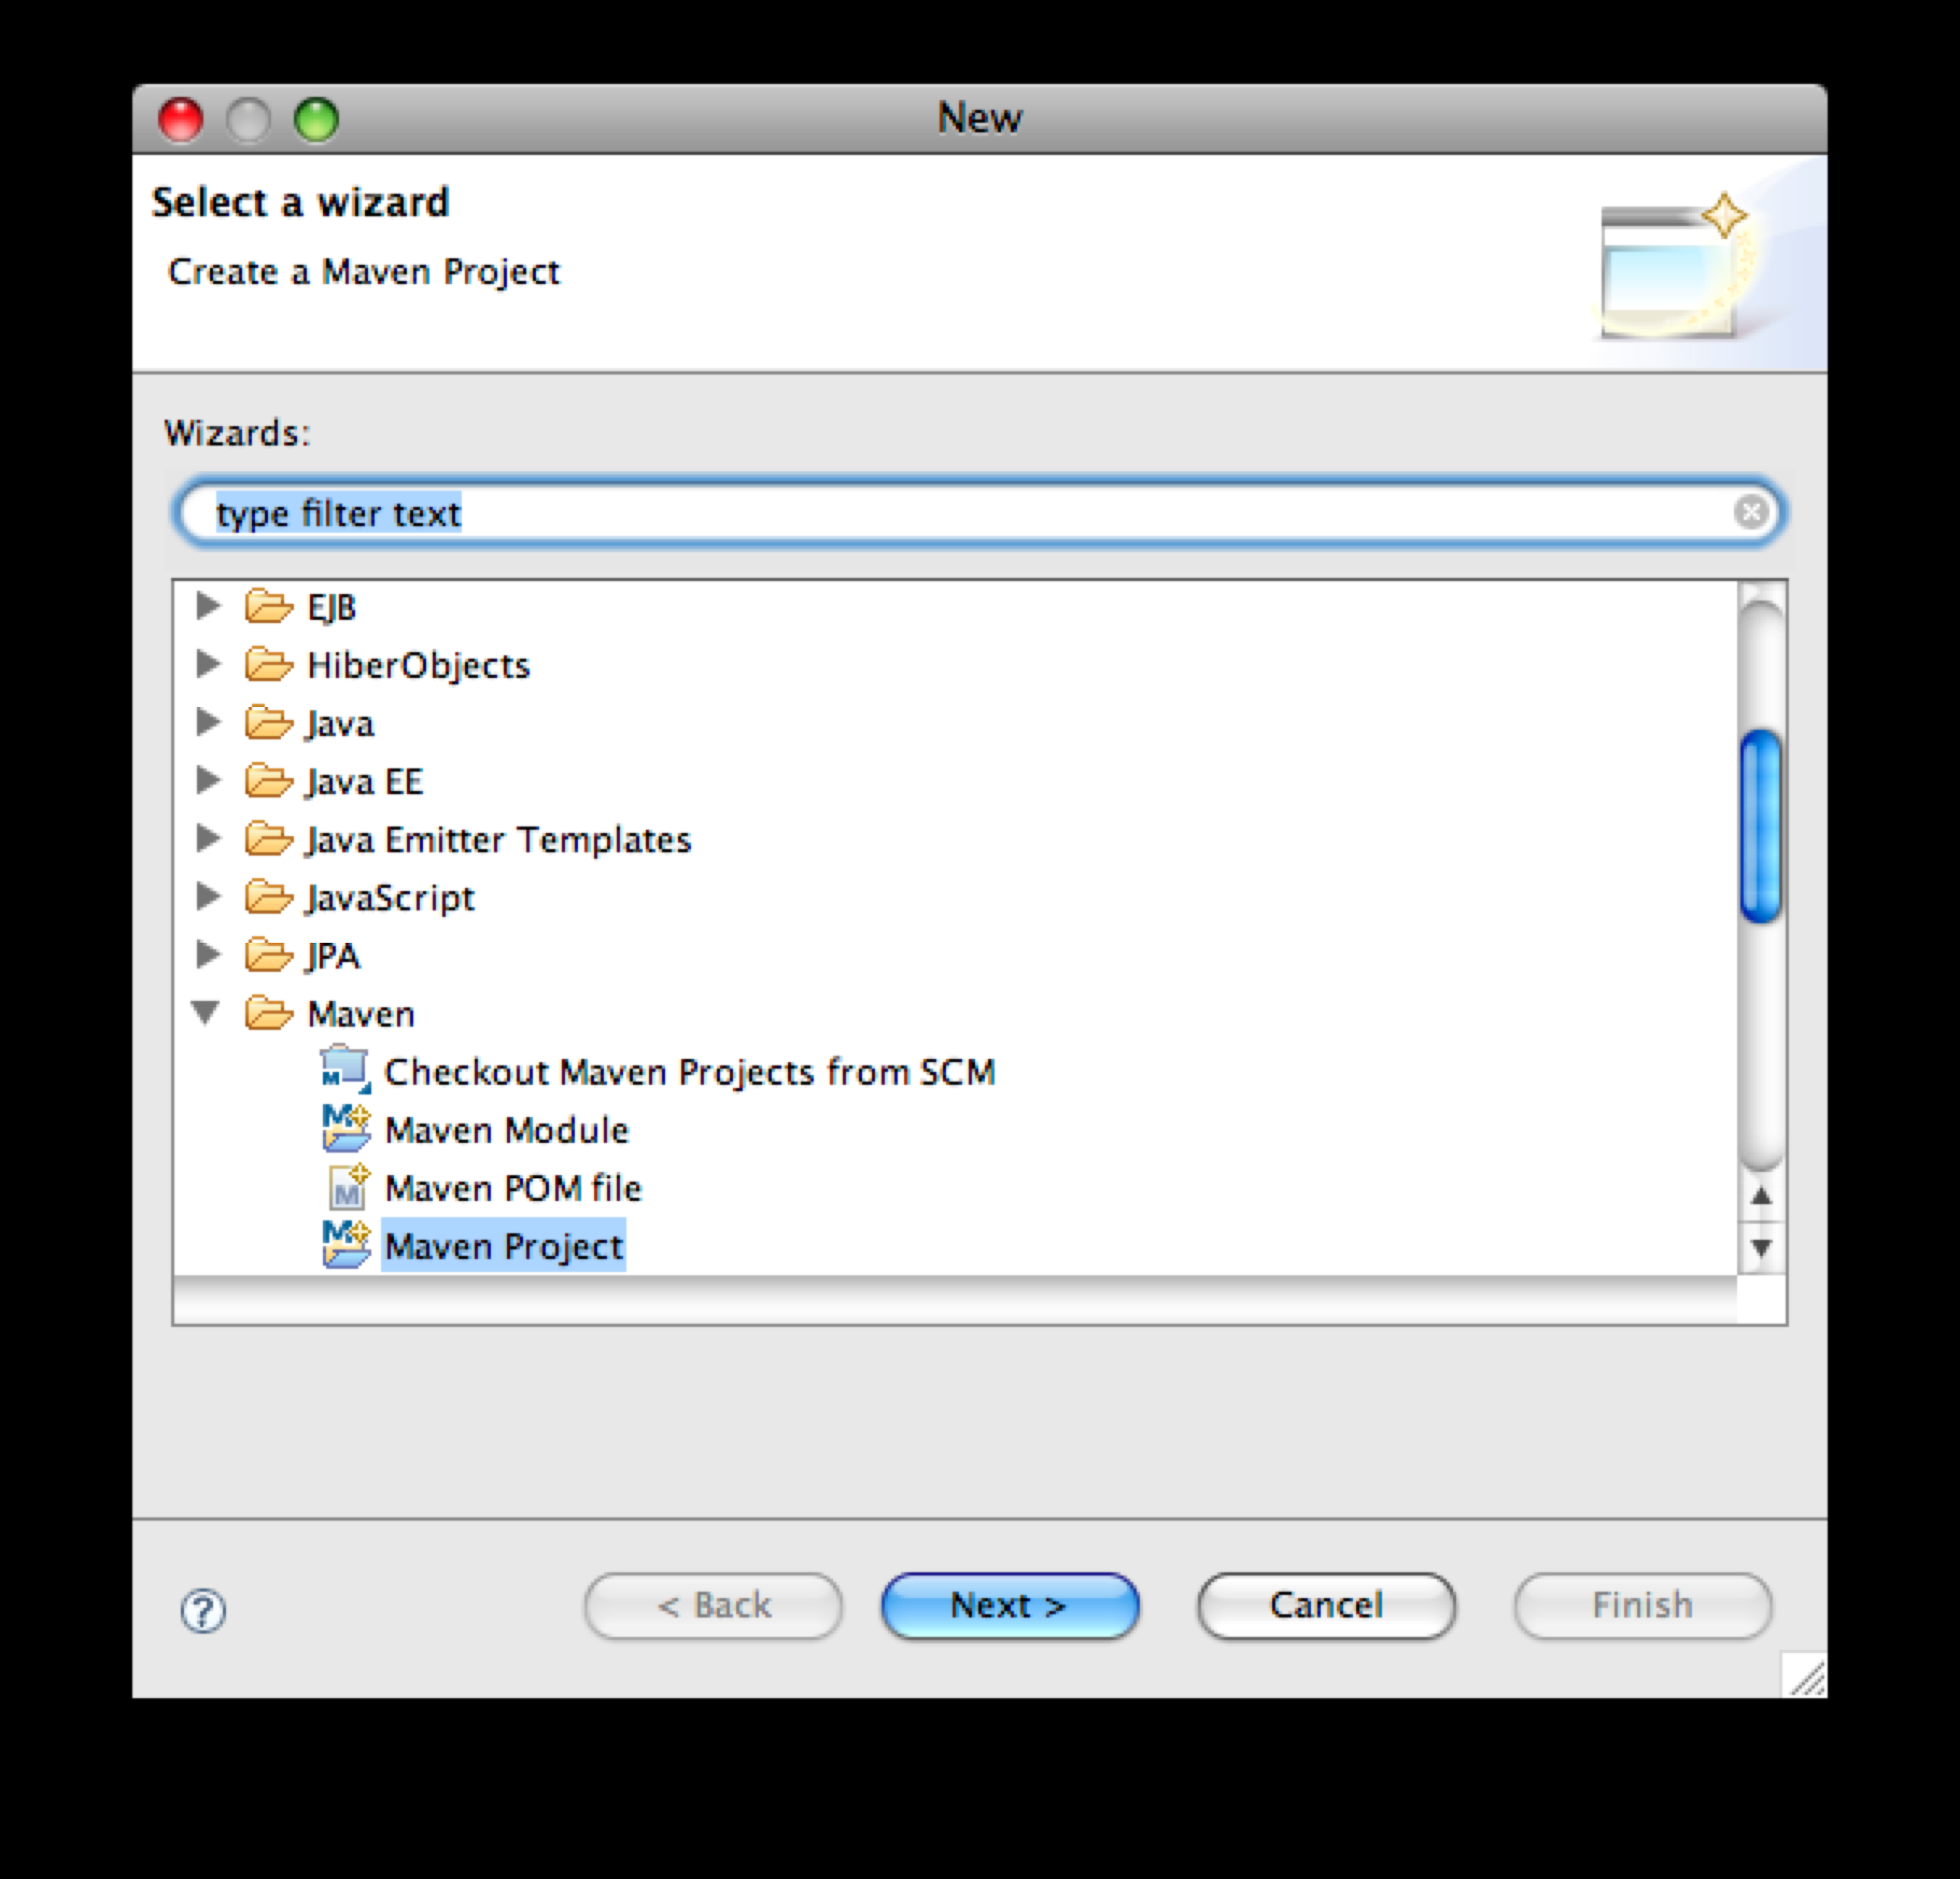 New
Select a wizard
Create a Maven Project
Wizards:
type filter text
EJB
HiberObjects
Java
Java EE
Java Emitter Templates
JavaScript
JPA
Maven
Checkout Maven Projects from SCM
Maven Module
Maven POM file
Maven Project
? < Back Next > Cancel Finish